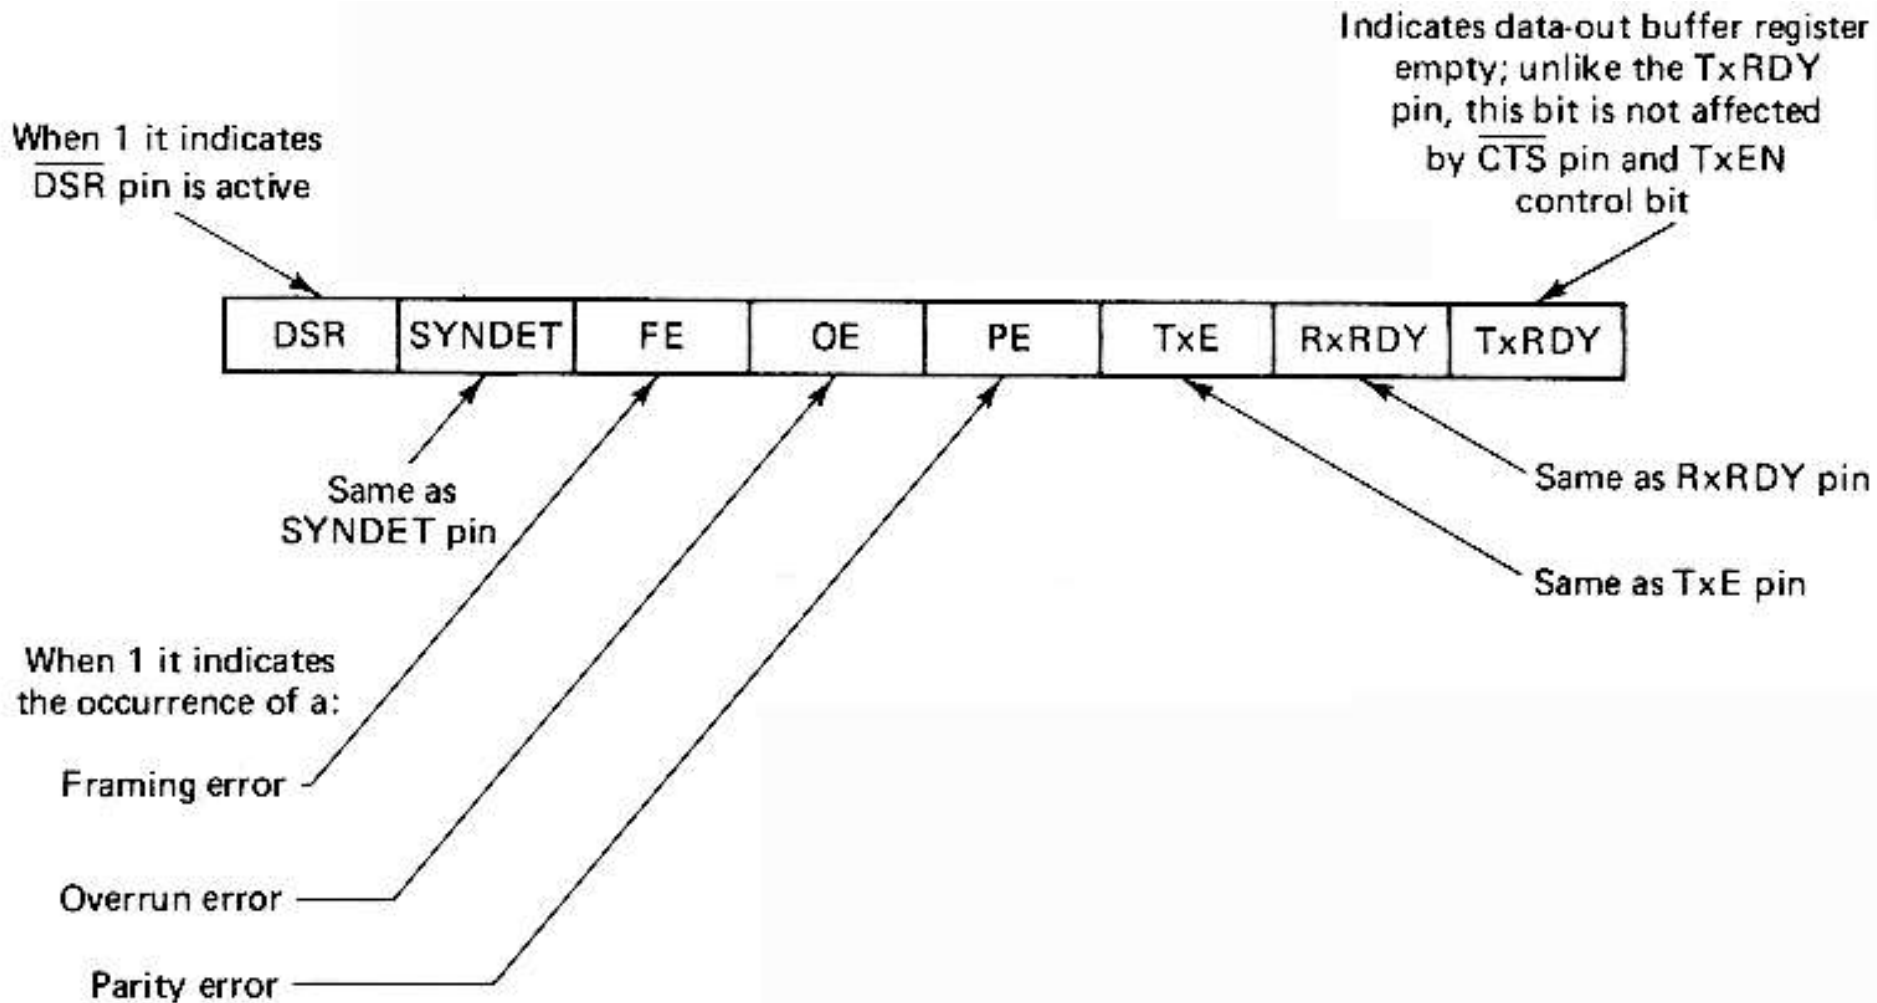 Indicates data-out buffer register
empty; unlike the TxRDY
pin, this bit is not affected
by CTS pin and TxEN
control bit
When 1 it indicates
DSR pin is active
DSR SYNDET FE OE PE TxE RxRDY TxRDY
Same as
SYNDET pin
Same as RxRDY pin
Same as TxE pin
When 1 it indicates
the occurrence of a:
Framing error
Overrun error
Parity error